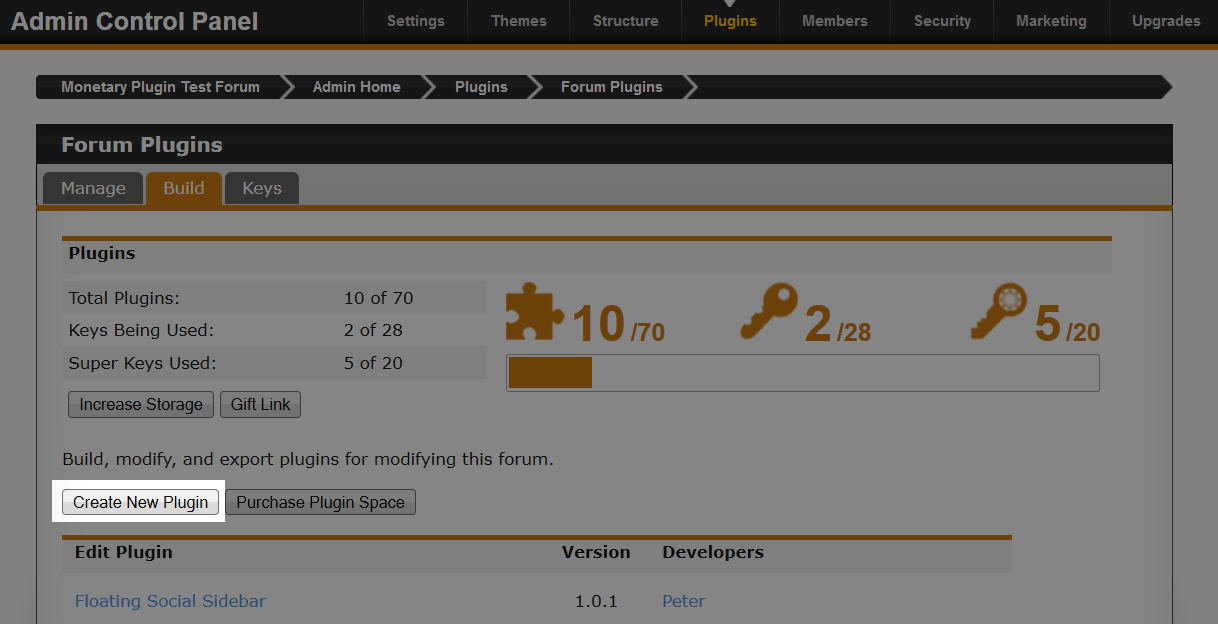 Admin Control Panel Settings Themes Structure Plugins Members Security Marketing Upgrades
Monetary Plugin Test Forum Admin Home Plugins Forum Plugins
Forum Plugins
Manage Build Keys
Plugins
Total Plugins: 10 of 70
Keys Being Used: 2 of 28
Super Keys Used: 5 of 20
10 /70 2 /28 5 /20
Increase Storage Gift Link
Build, modify, and export plugins for modifying this forum.
Create New Plugin Purchase Plugin Space
Edit Plugin Version Developers
Floating Social Sidebar 1.0.1 Peter